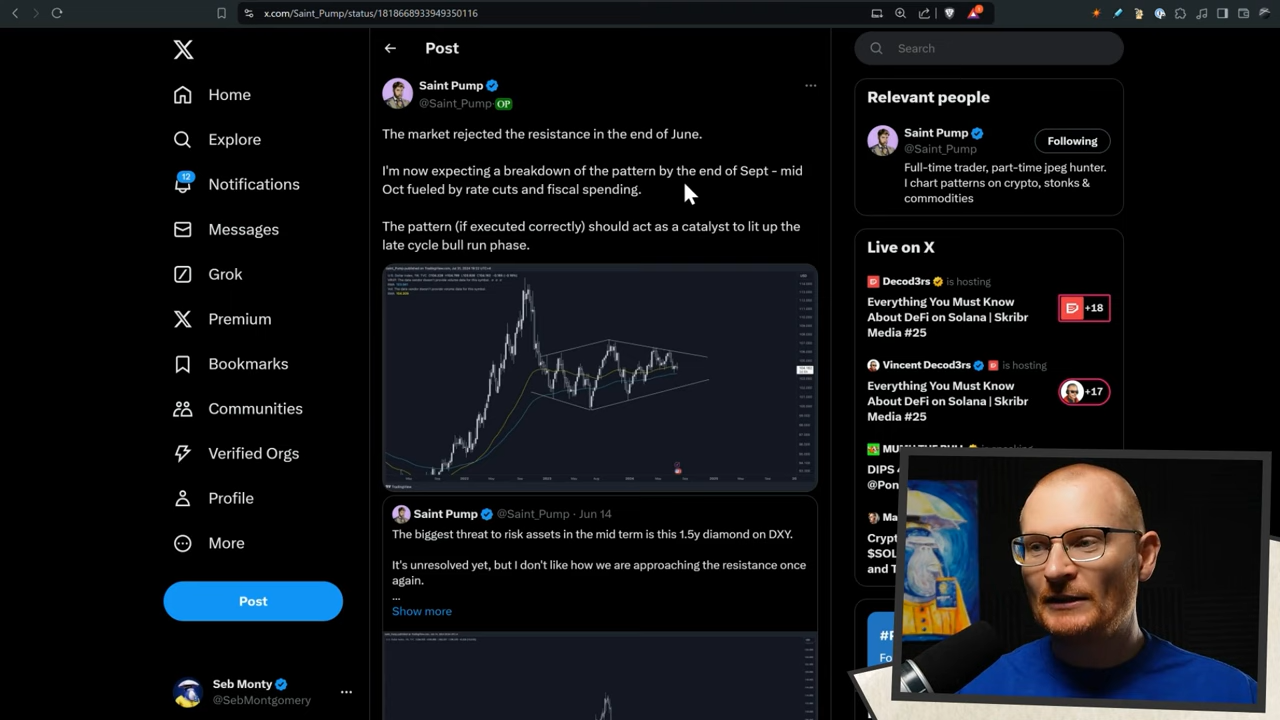 x.com/Saint_Pump/status/1818668933949350116
Home
Explore
12
Notifications
Messages
Grok
Premium
Bookmarks
Communities
Verified Orgs
Profile
More
Post
Seb Monty
@SebMontgomery
Post
Saint Pump
@Saint_Pump OP
The market rejected the resistance in the end of June.
I'm now expecting a breakdown of the pattern by the end of Sept - mid
Oct fueled by rate cuts and fiscal spending.
The pattern (if executed correctly) should act as a catalyst to lit up the
late cycle bull run phase.
TradingView
Saint Pump @Saint_Pump · Jun 14
The biggest threat to risk assets in the mid term is this 1.5y diamond on DXY.
It's unresolved yet, but I don't like how we are approaching the resistance once
again.
...
Show more
Search
Relevant people
Saint Pump
@Saint_Pump
Following
Full-time trader, part-time jpeg hunter.
I chart patterns on crypto, stonks &
commodities
Live on X
is hosting
Everything You Must Know
About DeFi on Solana | Skribr
Media #25
+18
Vincent Decod3rs is hosting
Everything You Must Know
About DeFi on Solana | Skribr
Media #25
+17
DIPS
@Pon
Ma
Cryp
$SOL
and T